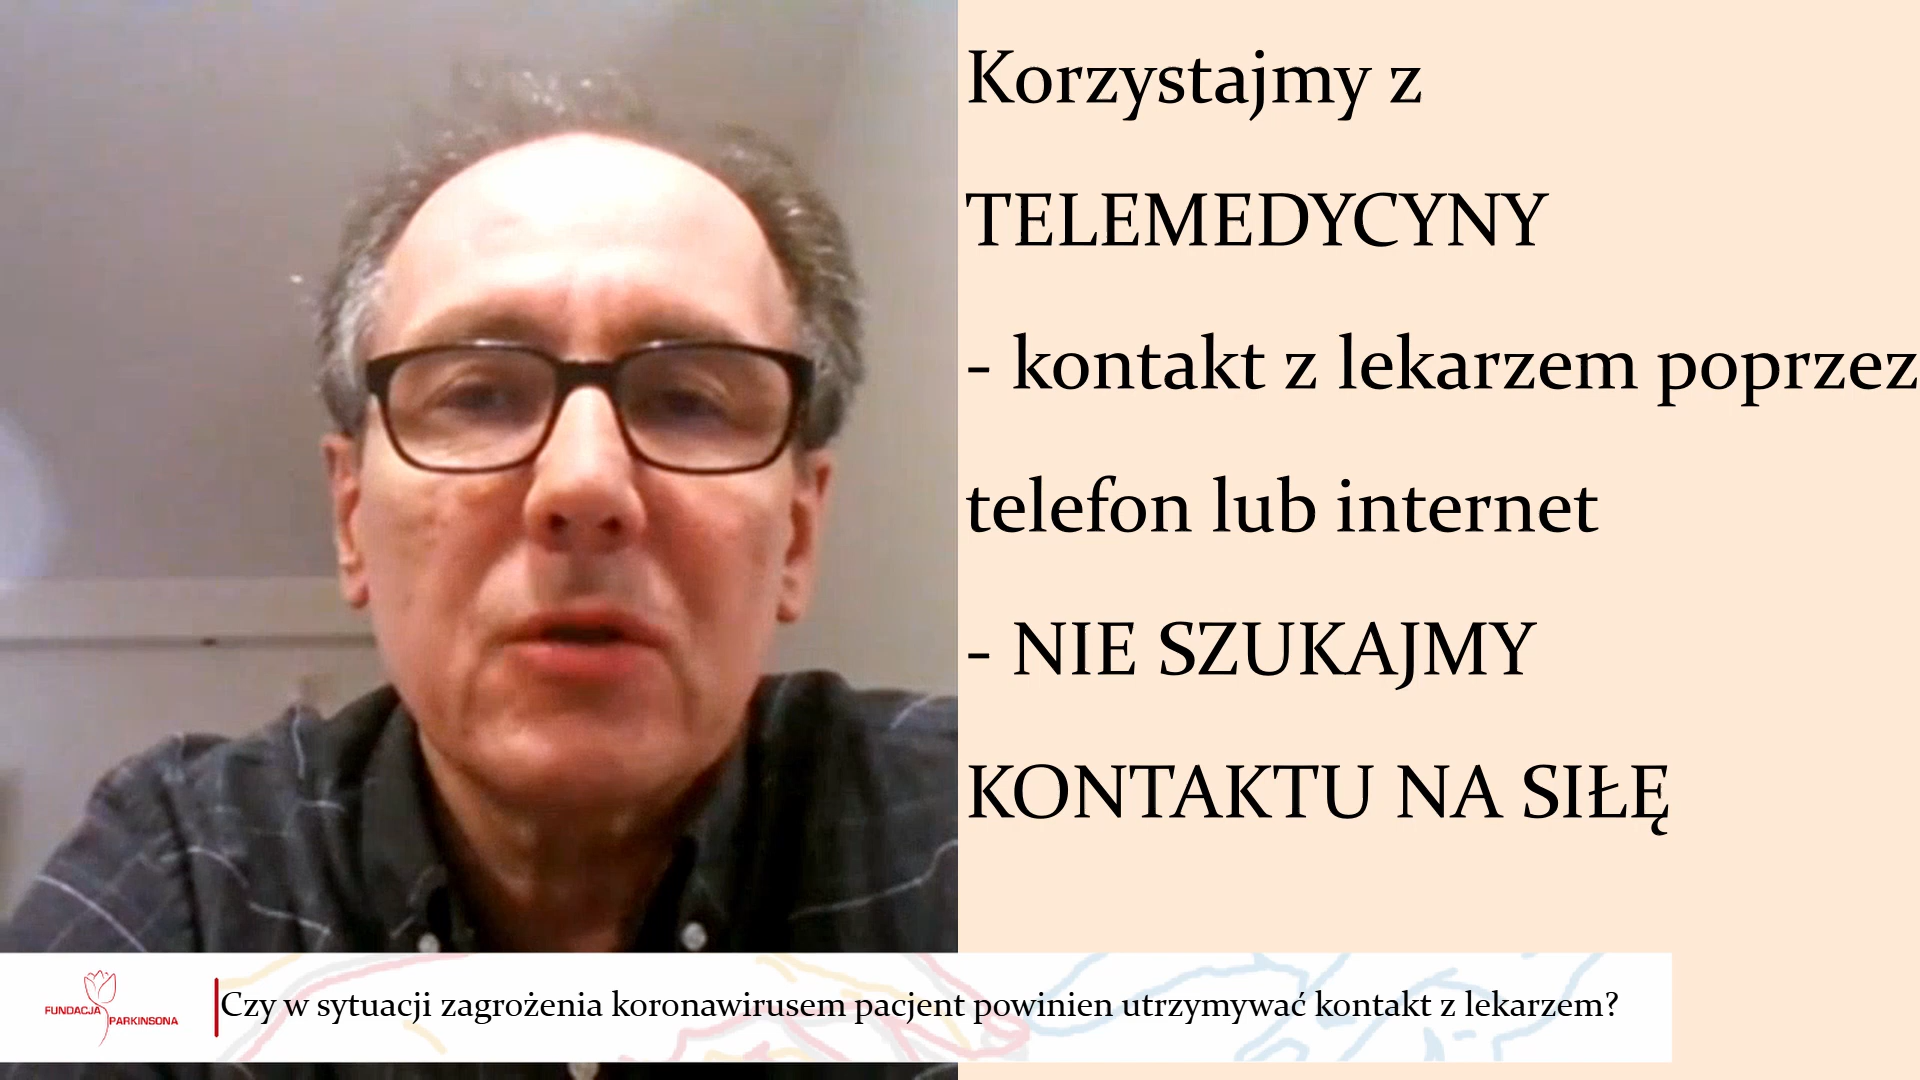 Korzystajmy z
TELEMEDYCYNY
- kontakt z lekarzem poprzez
telefon lub internet
- NIE SZUKAJMY
KONTAKTU NA SIŁĘ
FUNDACJA
PARKINSONA
Czy w sytuacji zagrożenia koronawirusem pacjent powinien utrzymywać kontakt z lekarzem?